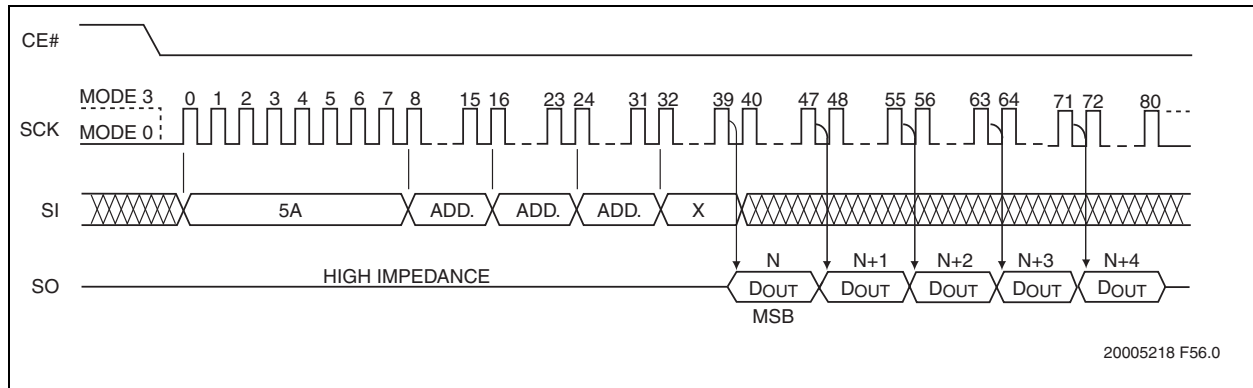 CE#
MODE 3
0 1 2 3 4 5 6 7 8 15 16 23 24 31 32 39 40 47 48 55 56 63 64 71 72 80
SCK
MODE 0
SI
5A ADD. ADD. ADD. X
N N+1 N+2 N+3 N+4
HIGH IMPEDANCE
SO
DOUT DOUT DOUT DOUT DOUT
MSB
20005218 F56.0